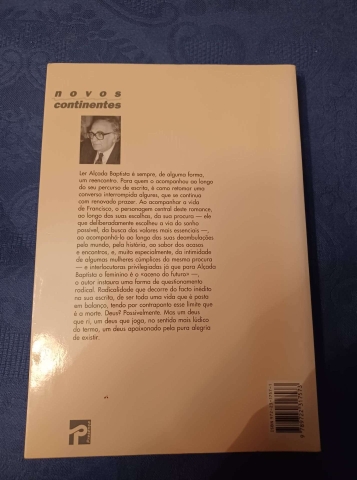 novos
continentes
Ler Alçada Baptista é sempre, de alguma forma,
um reencontro. Para quem o acompanhou ao longo
do seu percurso de escrita, é como retomar uma
conversa interrompida algures, que se continua
com renovado prazer. Ao acompanhar a vida
de Francisco, o personagem central deste romance,
ao longo das suas escolhas, da sua procura — ele
que deliberadamente escolheu a via do sonho
possível, da busca dos valores mais essenciais —,
ao acompanhá-lo ao longo das suas deambulações
pelo mundo, pela história, ao sabor dos acasos
e encontros, e, muito especialmente, da intimidade
de algumas mulheres cúmplices da mesma procura
— e interlocutoras privilegiadas já que para Alçada
Baptista o feminino é o «aceno do futuro» —,
o autor instaura uma forma de questionamento
radical. Radicalidade que decorre do facto inédito
na sua escrita, de ser toda uma vida que é posta
em balanço, tendo por contraponto esse limite que
é a morte. Deus? Possivelmente. Mas um deus
que ri, um deus que joga, no sentido mais lúdico
do termo, um deus apaixonado pela pura alegria
de existir.